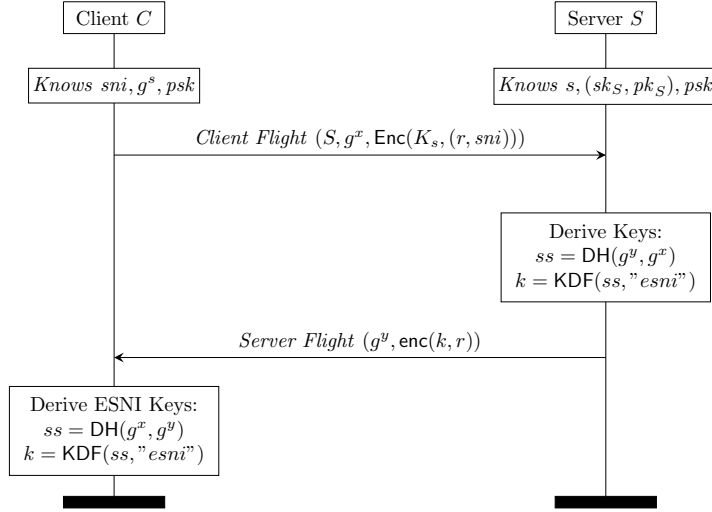 Client C
Server S
Knows sni, g^s, psk
Knows s, (sk_S, pk_S), psk
Client Flight (S, g^x, Enc(K_s, (r, sni)))
Derive Keys:
ss = DH(g^y, g^x)
k = KDF(ss, "esni")
Server Flight (g^y, enc(k, r))
Derive ESNI Keys:
ss = DH(g^x, g^y)
k = KDF(ss, "esni")